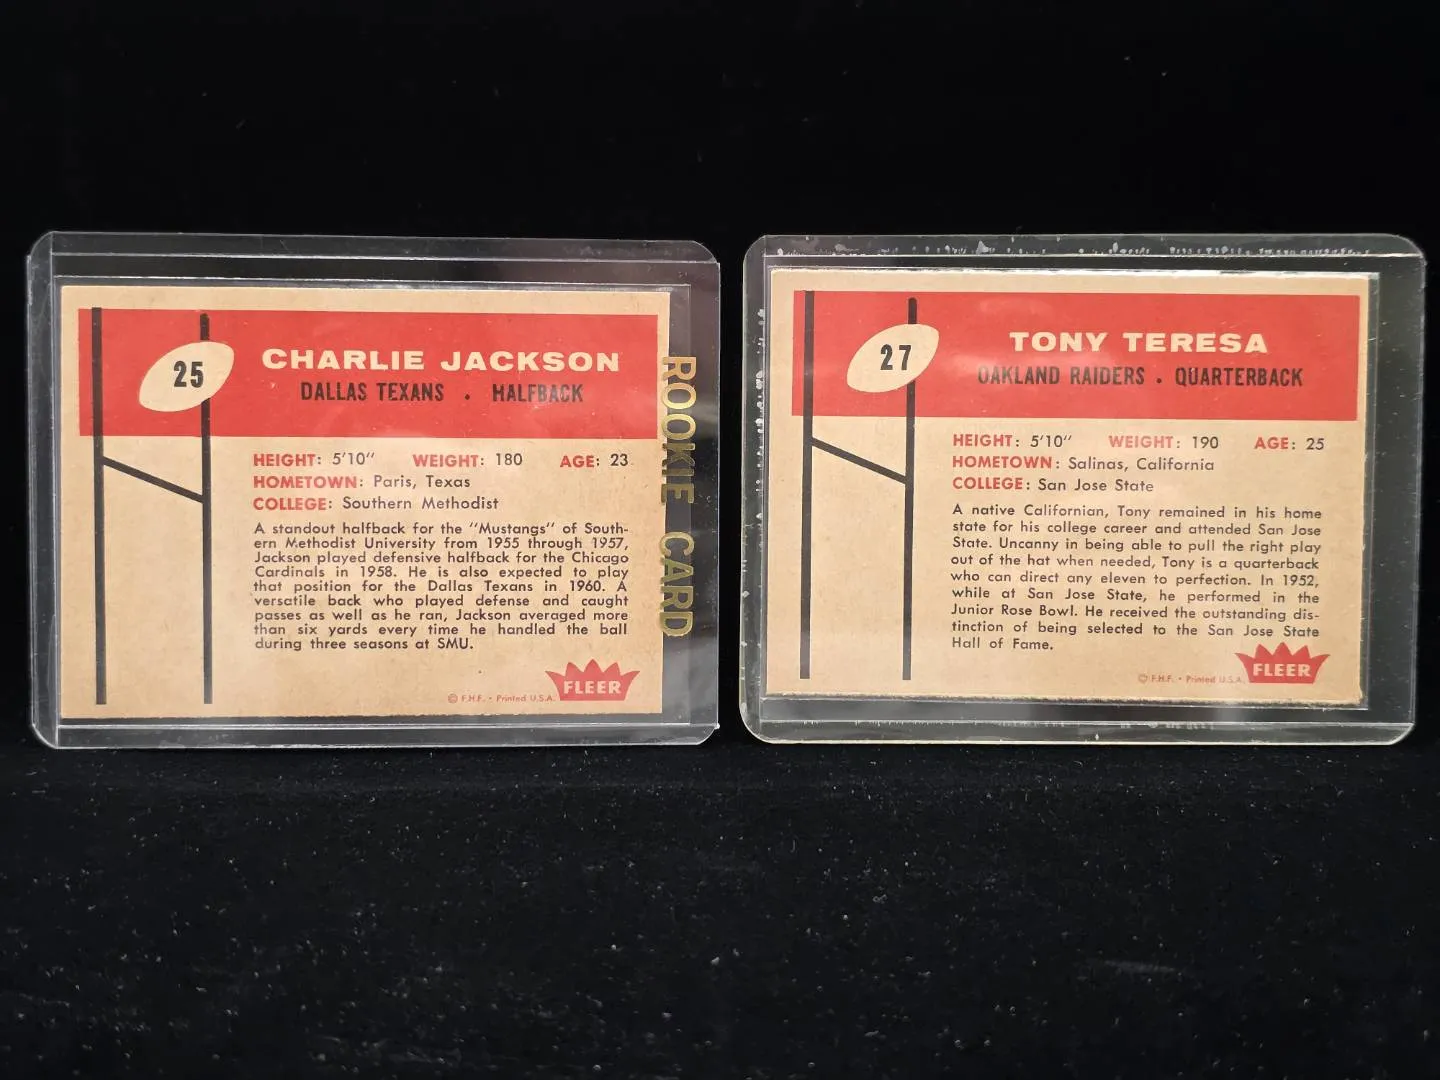 25
CHARLIE JACKSON
DALLAS TEXANS . HALFBACK
HEIGHT: 5'10" WEIGHT: 180 AGE: 23
HOMETOWN: Paris, Texas
COLLEGE: Southern Methodist
A standout halfback for the "Mustangs" of South-
ern Methodist University from 1955 through 1957,
Jackson played defensive halfback for the Chicago
Cardinals in 1958. He is also expected to play
that position for the Dallas Texans in 1960. A
versatile back who played defense and caught
passes as well as he ran, Jackson averaged more
than six yards every time he handled the ball
during three seasons at SMU.
© F.H.F. • Printed U.S.A.
FLEER
ROOKIE CARD
27
TONY TERESA
OAKLAND RAIDERS . QUARTERBACK
HEIGHT: 5'10" WEIGHT: 190 AGE: 25
HOMETOWN: Salinas, California
COLLEGE: San Jose State
A native Californian, Tony remained in his home
state for his college career and attended San Jose
State. Uncanny in being able to pull the right play
out of the hat when needed, Tony is a quarterback
who can direct any eleven to perfection. In 1952,
while at San Jose State, he performed in the
Junior Rose Bowl. He received the outstanding dis-
tinction of being selected to the San Jose State
Hall of Fame.
© F.H.F. • Printed U.S.A.
FLEER